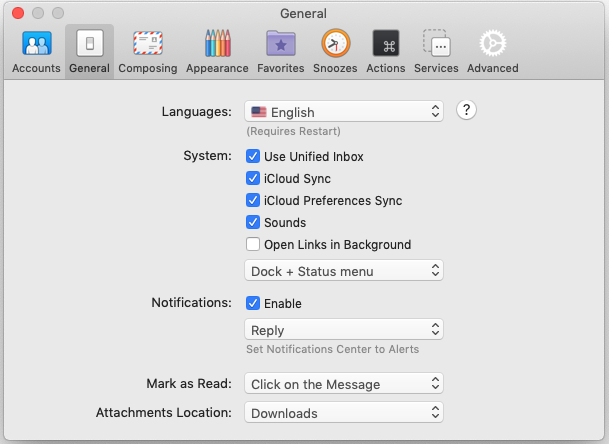 General
Accounts General Composing Appearance Favorites Snoozes Actions Services Advanced
Languages: English ?
(Requires Restart)
System: Use Unified Inbox
iCloud Sync
iCloud Preferences Sync
Sounds
Open Links in Background
Dock + Status menu
Notifications: Enable
Reply
Set Notifications Center to Alerts
Mark as Read: Click on the Message
Attachments Location: Downloads